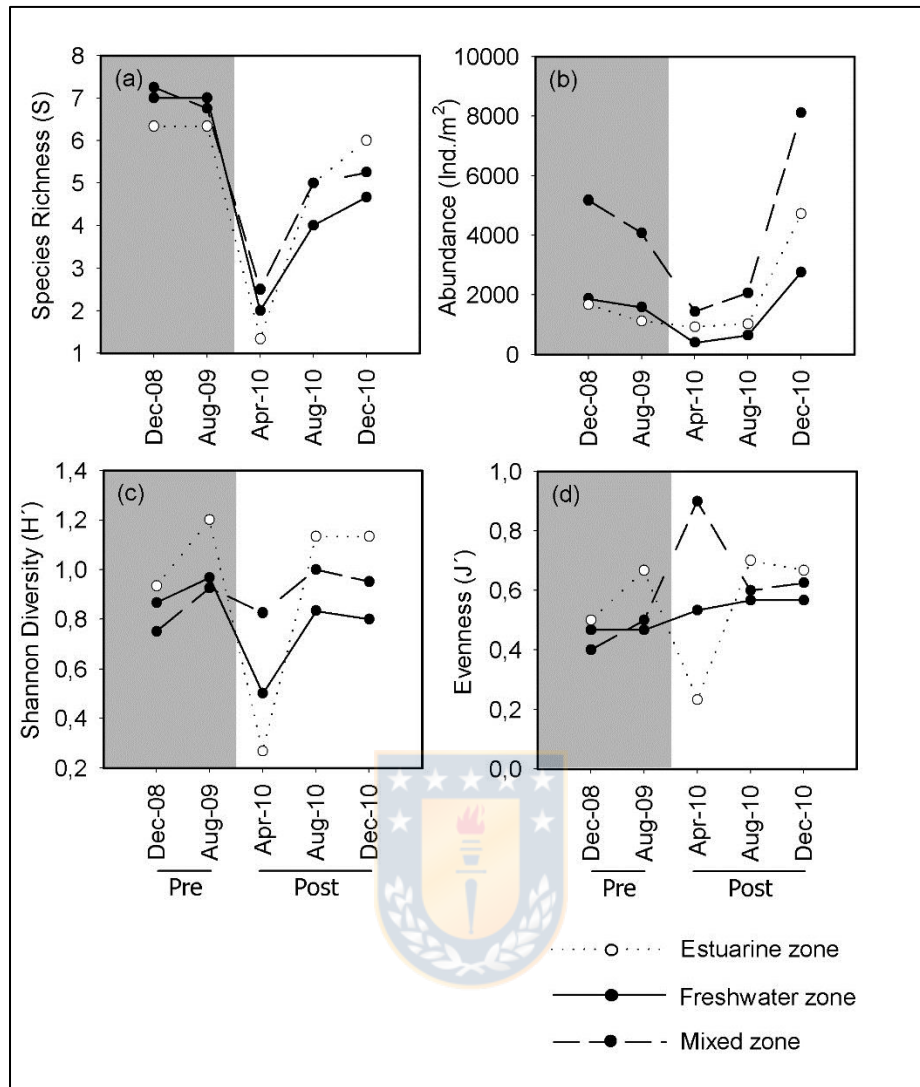 (a)
Species Richness (S)
8
7
6
5
4
3
2
1
Dec-08
Aug-09
Apr-10
Aug-10
Dec-10
(b)
Abundance (Ind./m²)
10000
8000
6000
4000
2000
0
Dec-08
Aug-09
Apr-10
Aug-10
Dec-10
(c)
Shannon Diversity (H´)
1,4
1,2
1,0
0,8
0,6
0,4
0,2
Dec-08
Aug-09
Apr-10
Aug-10
Dec-10
Pre
Post
(d)
Evenness (J´)
1,0
0,8
0,6
0,4
0,2
0,0
Dec-08
Aug-09
Apr-10
Aug-10
Dec-10
Pre
Post
Estuarine zone
Freshwater zone
Mixed zone